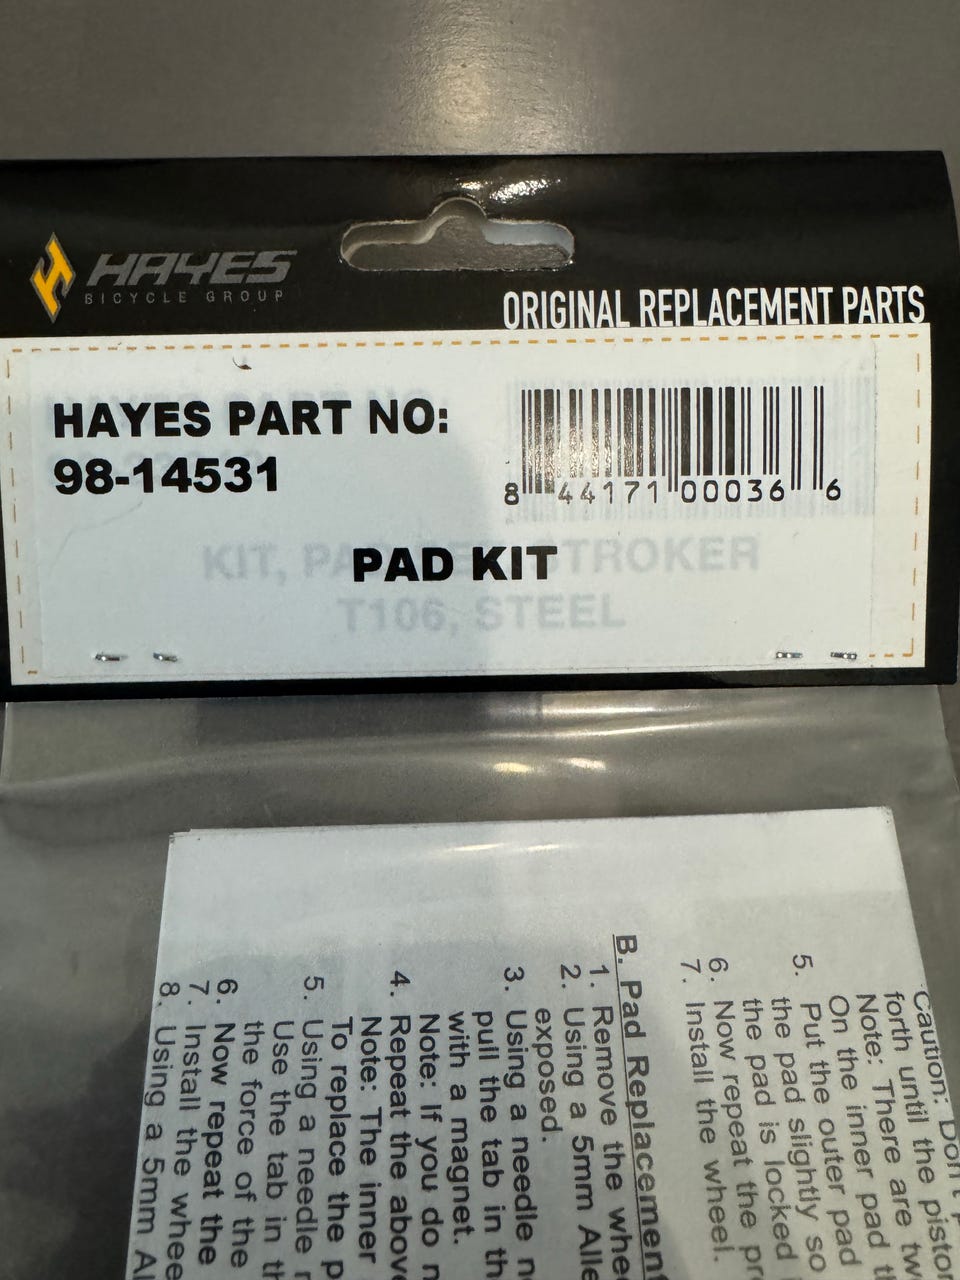 HAYES
BICYCLE GROUP
ORIGINAL REPLACEMENT PARTS
HAYES PART NO:
98-14531
8 44171 00036 6
PAD KIT
KIT, PA STROKER
T106, STEEL
Caution: Don't
forth until the pistor
Note: There are tw
On the inner pad t
5. Put the outer pad
the pad slightly so
the pad is locked
6. Now repeat the pr
7. Install the wheel.
B. Pad Replacement
1. Remove the whe
2. Using a 5mm Alle
exposed.
3. Using a needle n
pull the tab in th
with a magnet.
Note: If you do n
4. Repeat the above
Note: The inner
To replace the p
5. Using a needle r
Use the tab in th
the force of the
6. Now repeat the
7. Install the whee
8. Using a 5mm Al